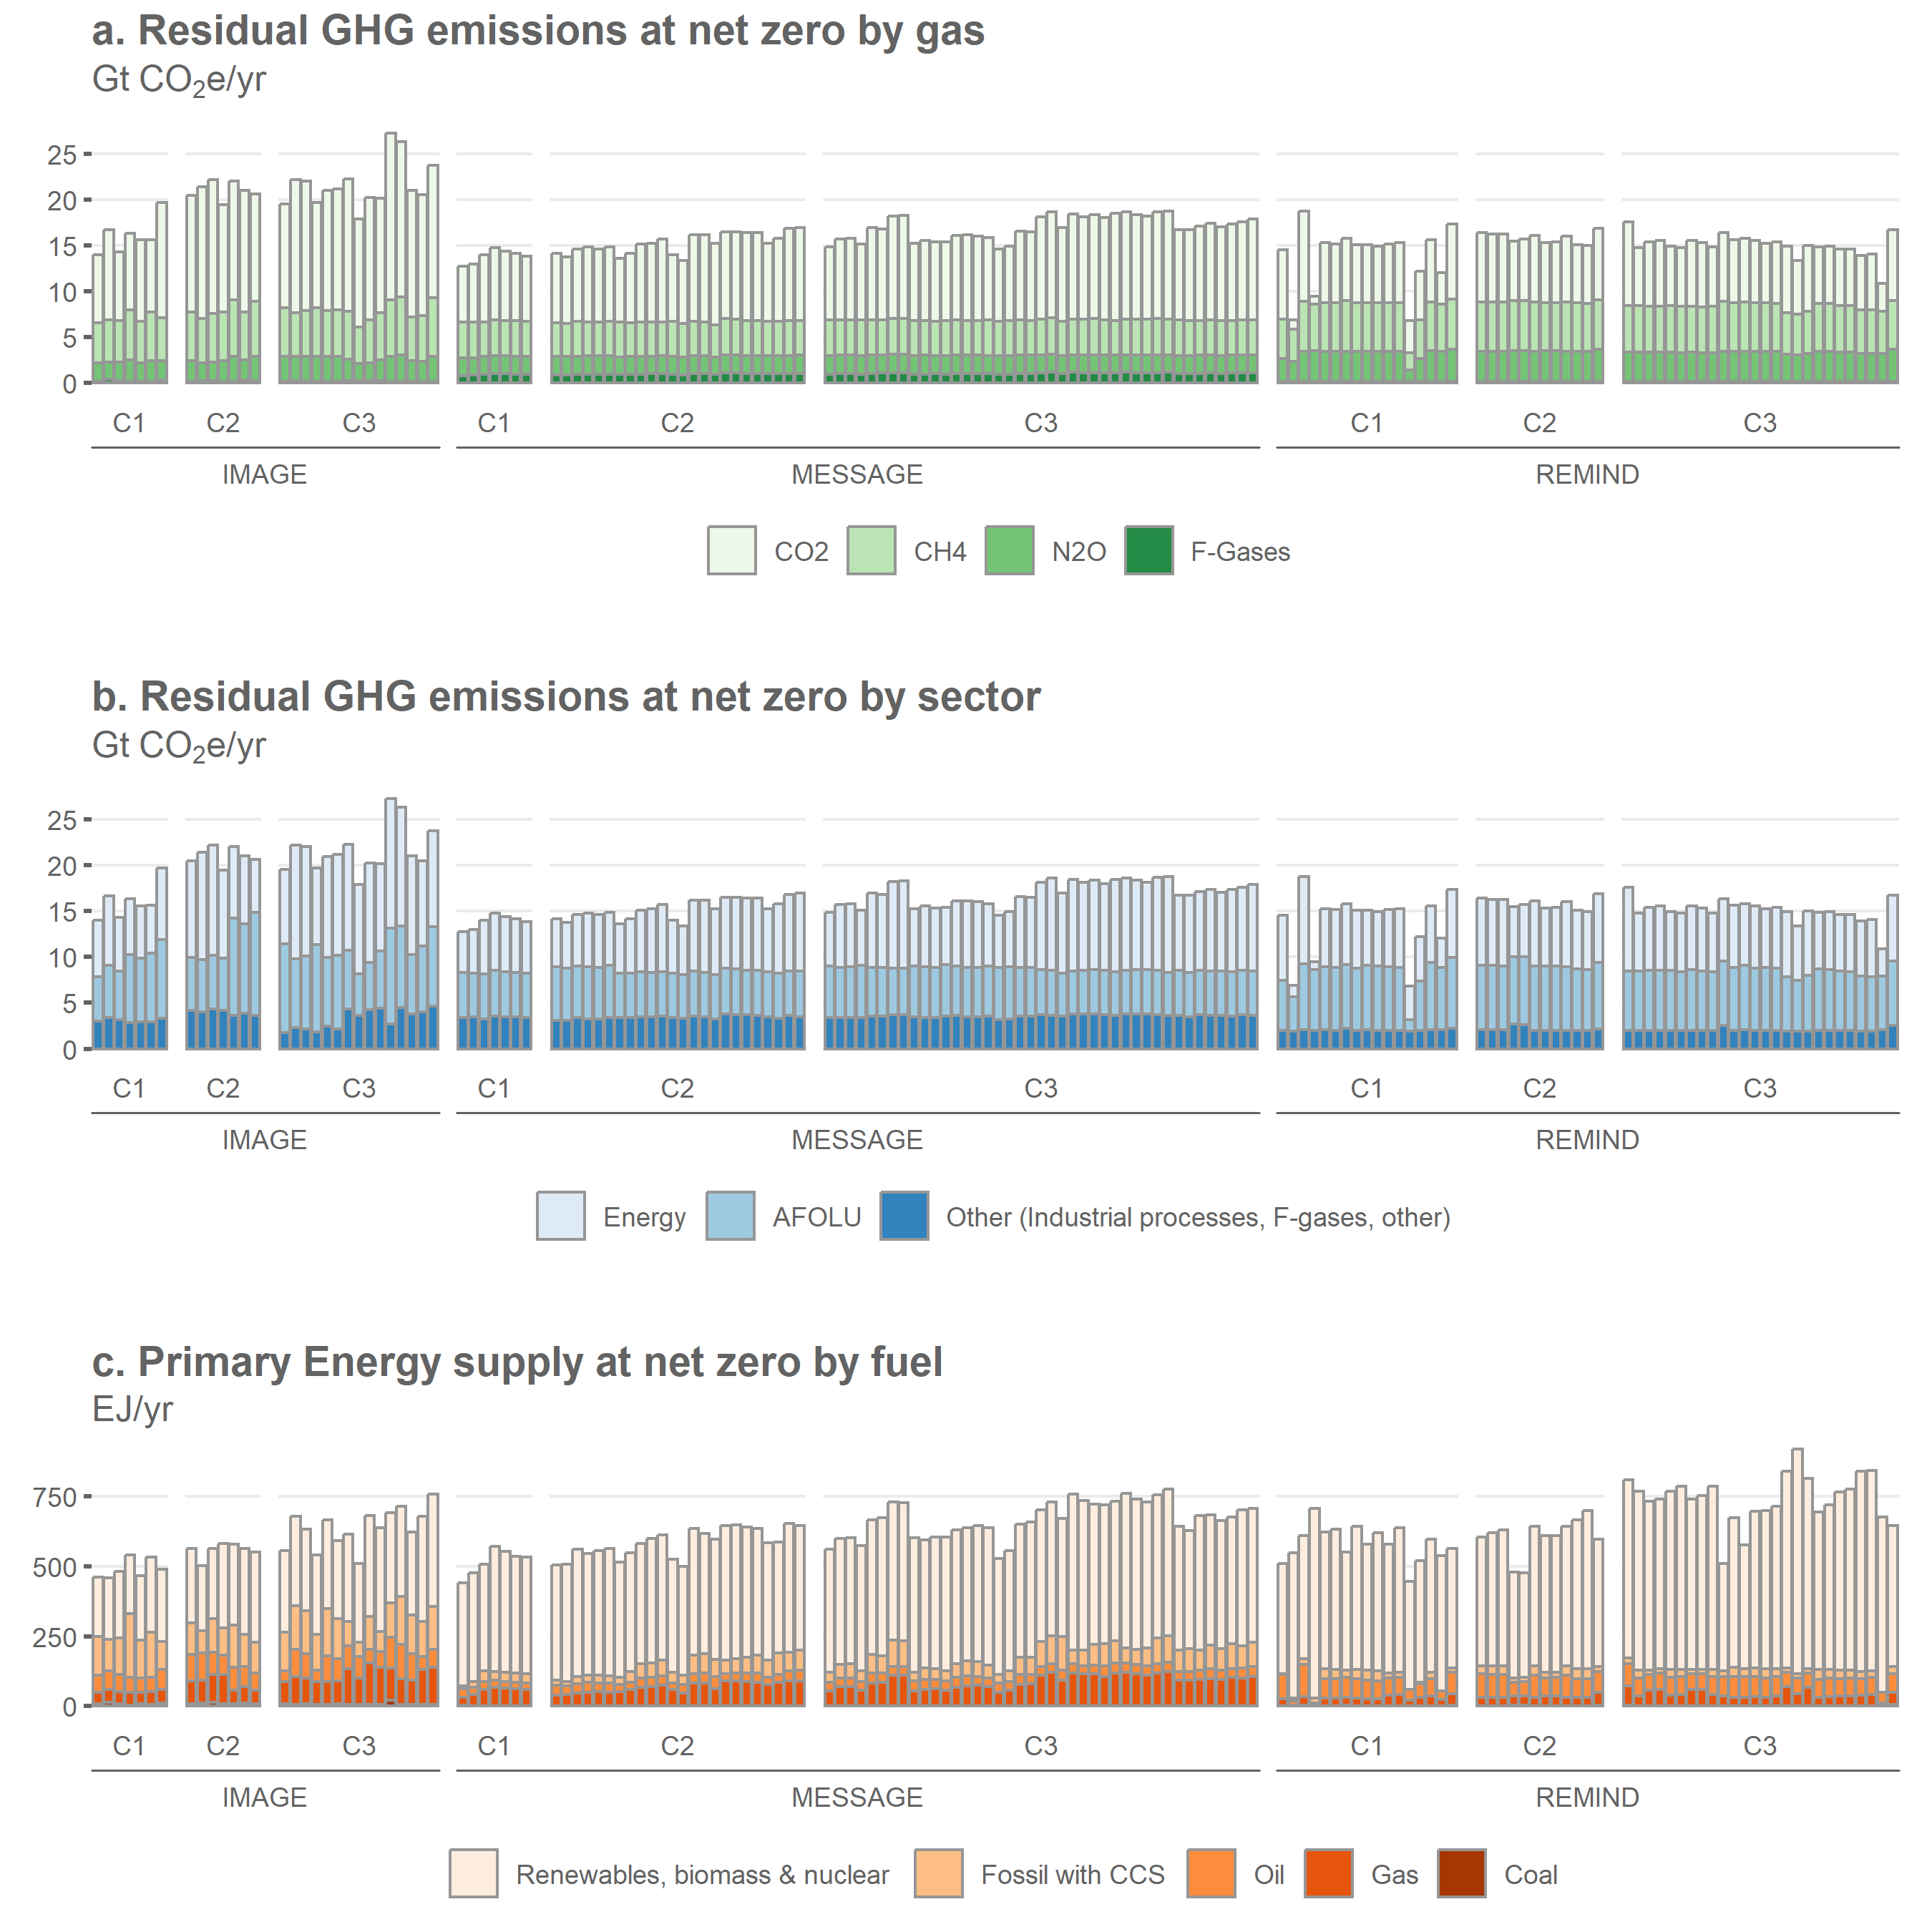 a. Residual GHG emissions at net zero by gas
Gt CO₂e/yr
25
20
15
10
5
0
C1 C2 C3 C1 C2 C3 C1 C2 C3
IMAGE MESSAGE REMIND
CO2 CH4 N2O F-Gases
b. Residual GHG emissions at net zero by sector
Gt CO₂e/yr
25
20
15
10
5
0
C1 C2 C3 C1 C2 C3 C1 C2 C3
IMAGE MESSAGE REMIND
Energy AFOLU Other (Industrial processes, F-gases, other)
c. Primary Energy supply at net zero by fuel
EJ/yr
750
500
250
0
C1 C2 C3 C1 C2 C3 C1 C2 C3
IMAGE MESSAGE REMIND
Renewables, biomass & nuclear Fossil with CCS Oil Gas Coal